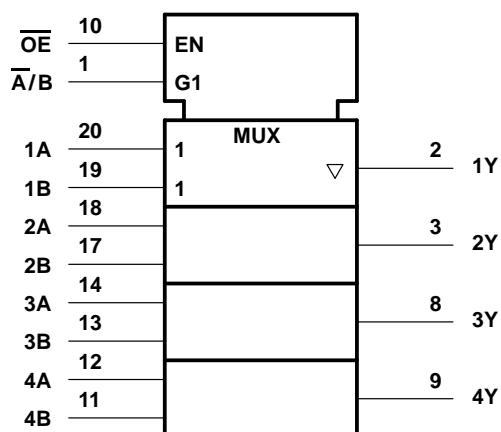 O̅E̅ 10 EN
A̅/B 1 G1
MUX
1A 20 1
2 1Y
1B 19 1
2A 18
3 2Y
2B 17
3A 14
8 3Y
3B 13
4A 12
9 4Y
4B 11